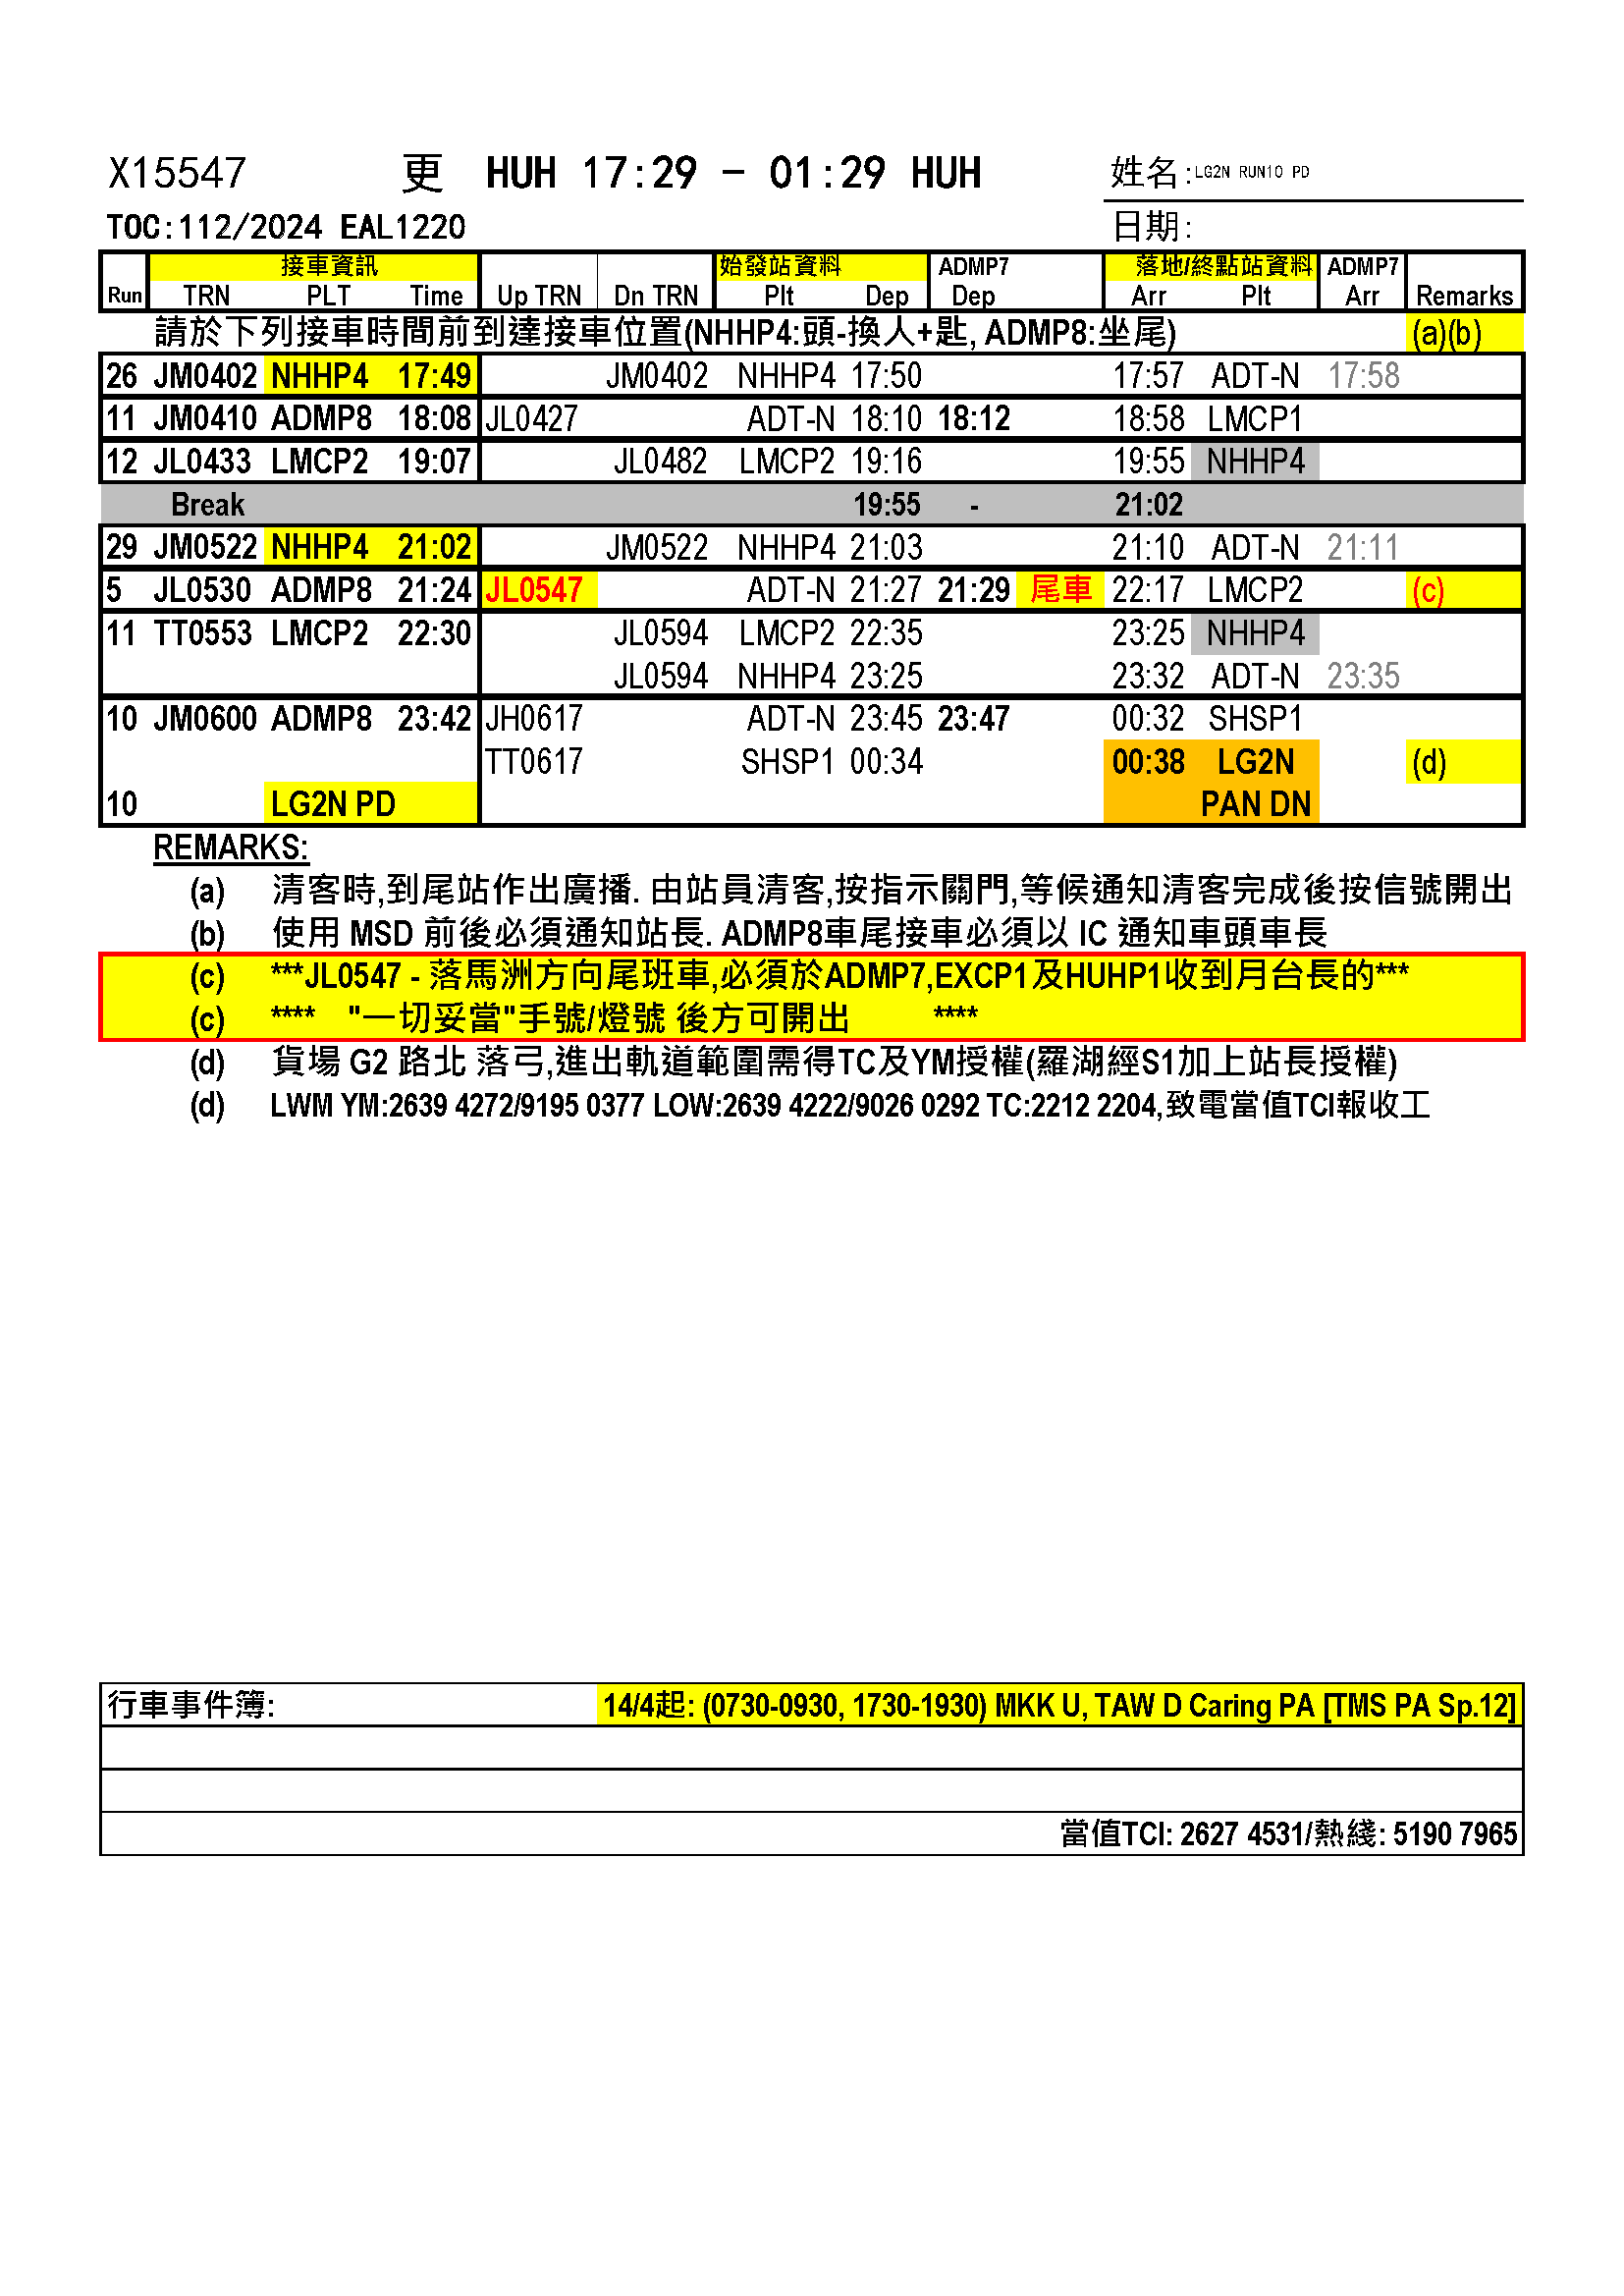 X15547 更 HUH 17:29 - 01:29 HUH 姓名:LG2N RUN10 PD
TOC:112/2024 EAL1220 日期:
接車資訊 始發站資料 ADMP7 落地/終點站資料 ADMP7
Run TRN PLT Time Up TRN Dn TRN Plt Dep Dep Arr Plt Arr Remarks
請於下列接車時間前到達接車位置(NHHP4:頭-換人+匙, ADMP8:坐尾) (a)(b)
26 JM0402 NHHP4 17:49 JM0402 NHHP4 17:50 17:57 ADT-N 17:58
11 JM0410 ADMP8 18:08 JL0427 ADT-N 18:10 18:12 18:58 LMCP1
12 JL0433 LMCP2 19:07 JL0482 LMCP2 19:16 19:55 NHHP4
Break 19:55 - 21:02
29 JM0522 NHHP4 21:02 JM0522 NHHP4 21:03 21:10 ADT-N 21:11
5 JL0530 ADMP8 21:24 JL0547 ADT-N 21:27 21:29 尾車 22:17 LMCP2 (c)
11 TT0553 LMCP2 22:30 JL0594 LMCP2 22:35 23:25 NHHP4
JL0594 NHHP4 23:25 23:32 ADT-N 23:35
10 JM0600 ADMP8 23:42 JH0617 ADT-N 23:45 23:47 00:32 SHSP1
TT0617 SHSP1 00:34 00:38 LG2N (d)
10 LG2N PD PAN DN
REMARKS:
(a) 清客時,到尾站作出廣播. 由站員清客,按指示關門,等候通知清客完成後按信號開出
(b) 使用 MSD 前後必須通知站長. ADMP8車尾接車必須以 IC 通知車頭車長
(c) ***JL0547 - 落馬洲方向尾班車,必須於ADMP7,EXCP1及HUHP1收到月台長的***
(c) **** "一切妥當"手號/燈號 後方可開出 ****
(d) 貨場 G2 路北 落弓,進出軌道範圍需得TC及YM授權(羅湖經S1加上站長授權)
(d) LWM YM:2639 4272/9195 0377 LOW:2639 4222/9026 0292 TC:2212 2204,致電當值TCI報收工
行車事件簿: 14/4起: (0730-0930, 1730-1930) MKK U, TAW D Caring PA [TMS PA Sp.12]
當值TCI: 2627 4531/熱綫: 5190 7965